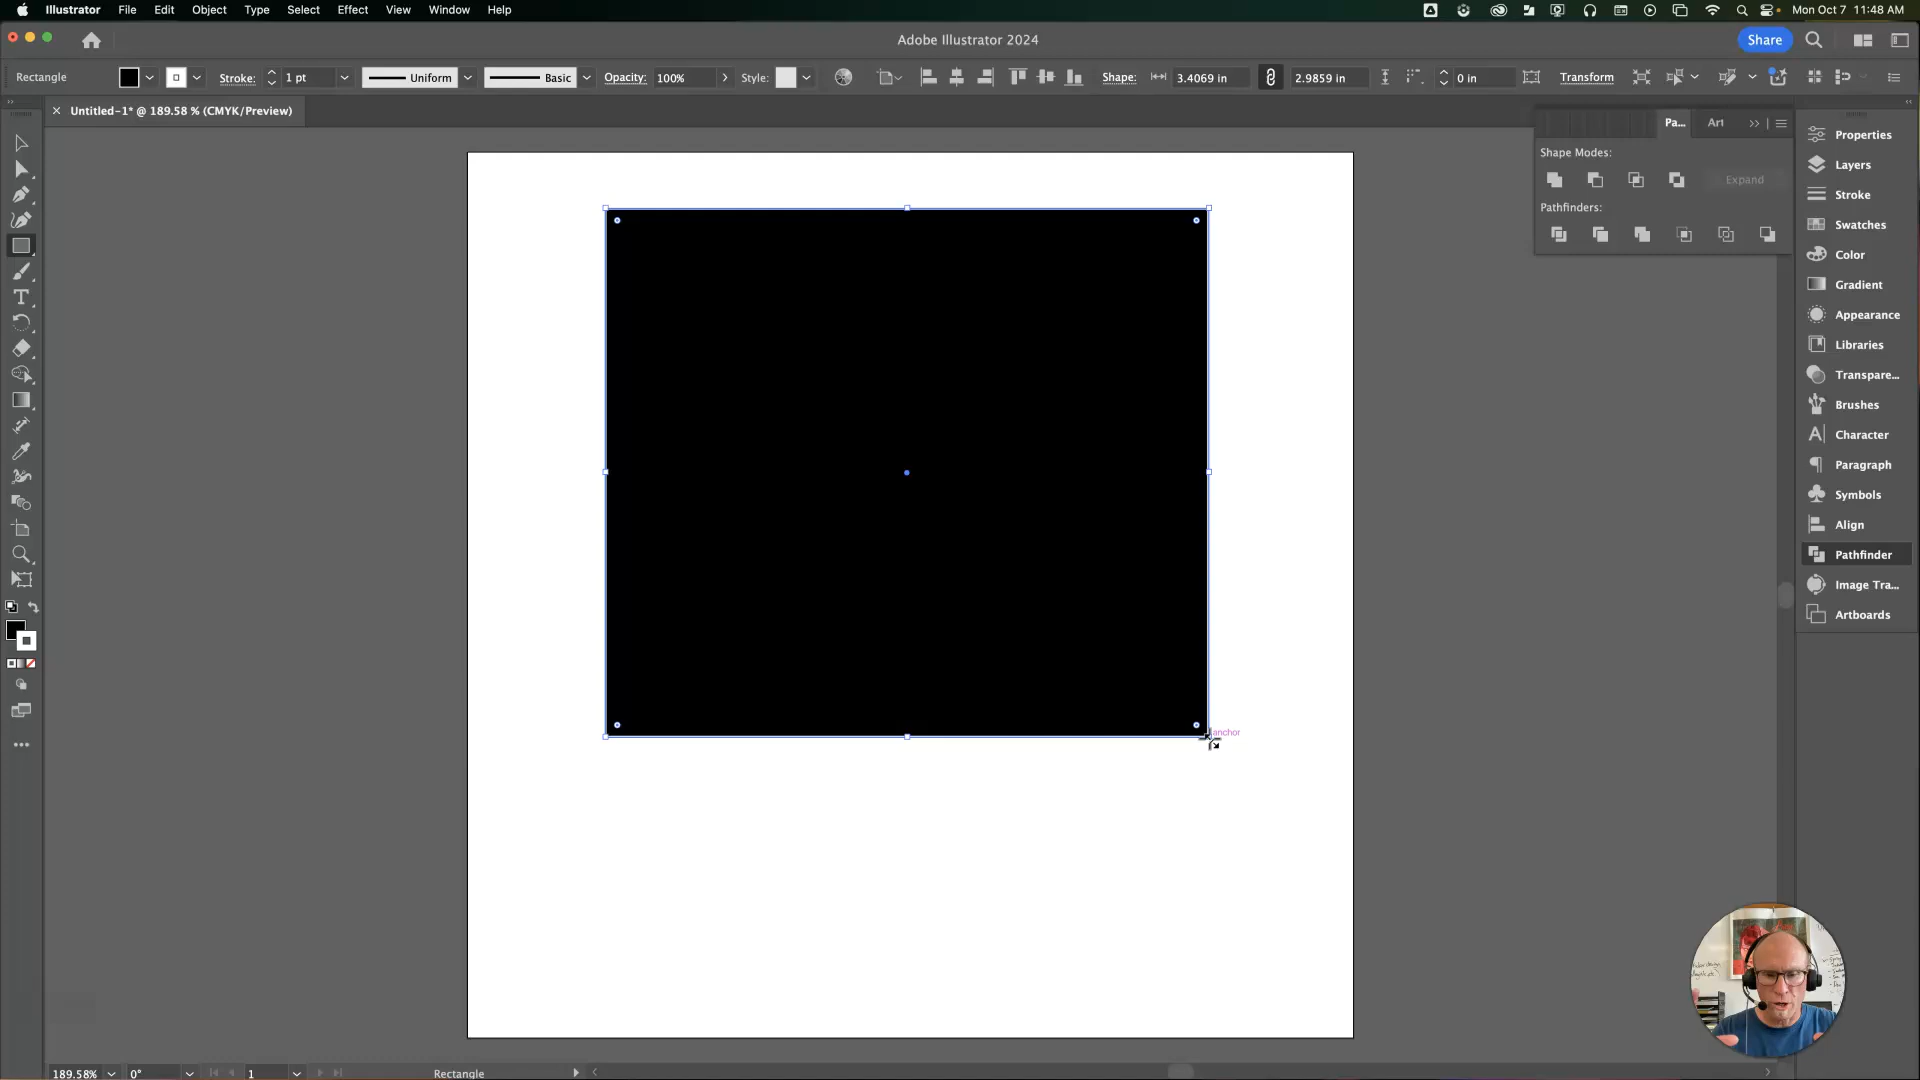 Illustrator File Edit Object Type Select Effect View Window Help Mon Oct 7 11:48 AM
Adobe Illustrator 2024
Share
Rectangle Stroke: 1 pt Uniform Basic Opacity: 100% Style: Shape: 3.4069 in 2.9859 in 0 in Transform
Untitled-1* @ 189.58 % (CMYK/Preview)
Pa... Art
Shape Modes:
Expand
Pathfinders:
Properties
Layers
Stroke
Swatches
Color
Gradient
Appearance
Libraries
Transpare...
Brushes
Character
Paragraph
Symbols
Align
Pathfinder
Image Tra...
Artboards
anchor
189.58% 0° 1 Rectangle